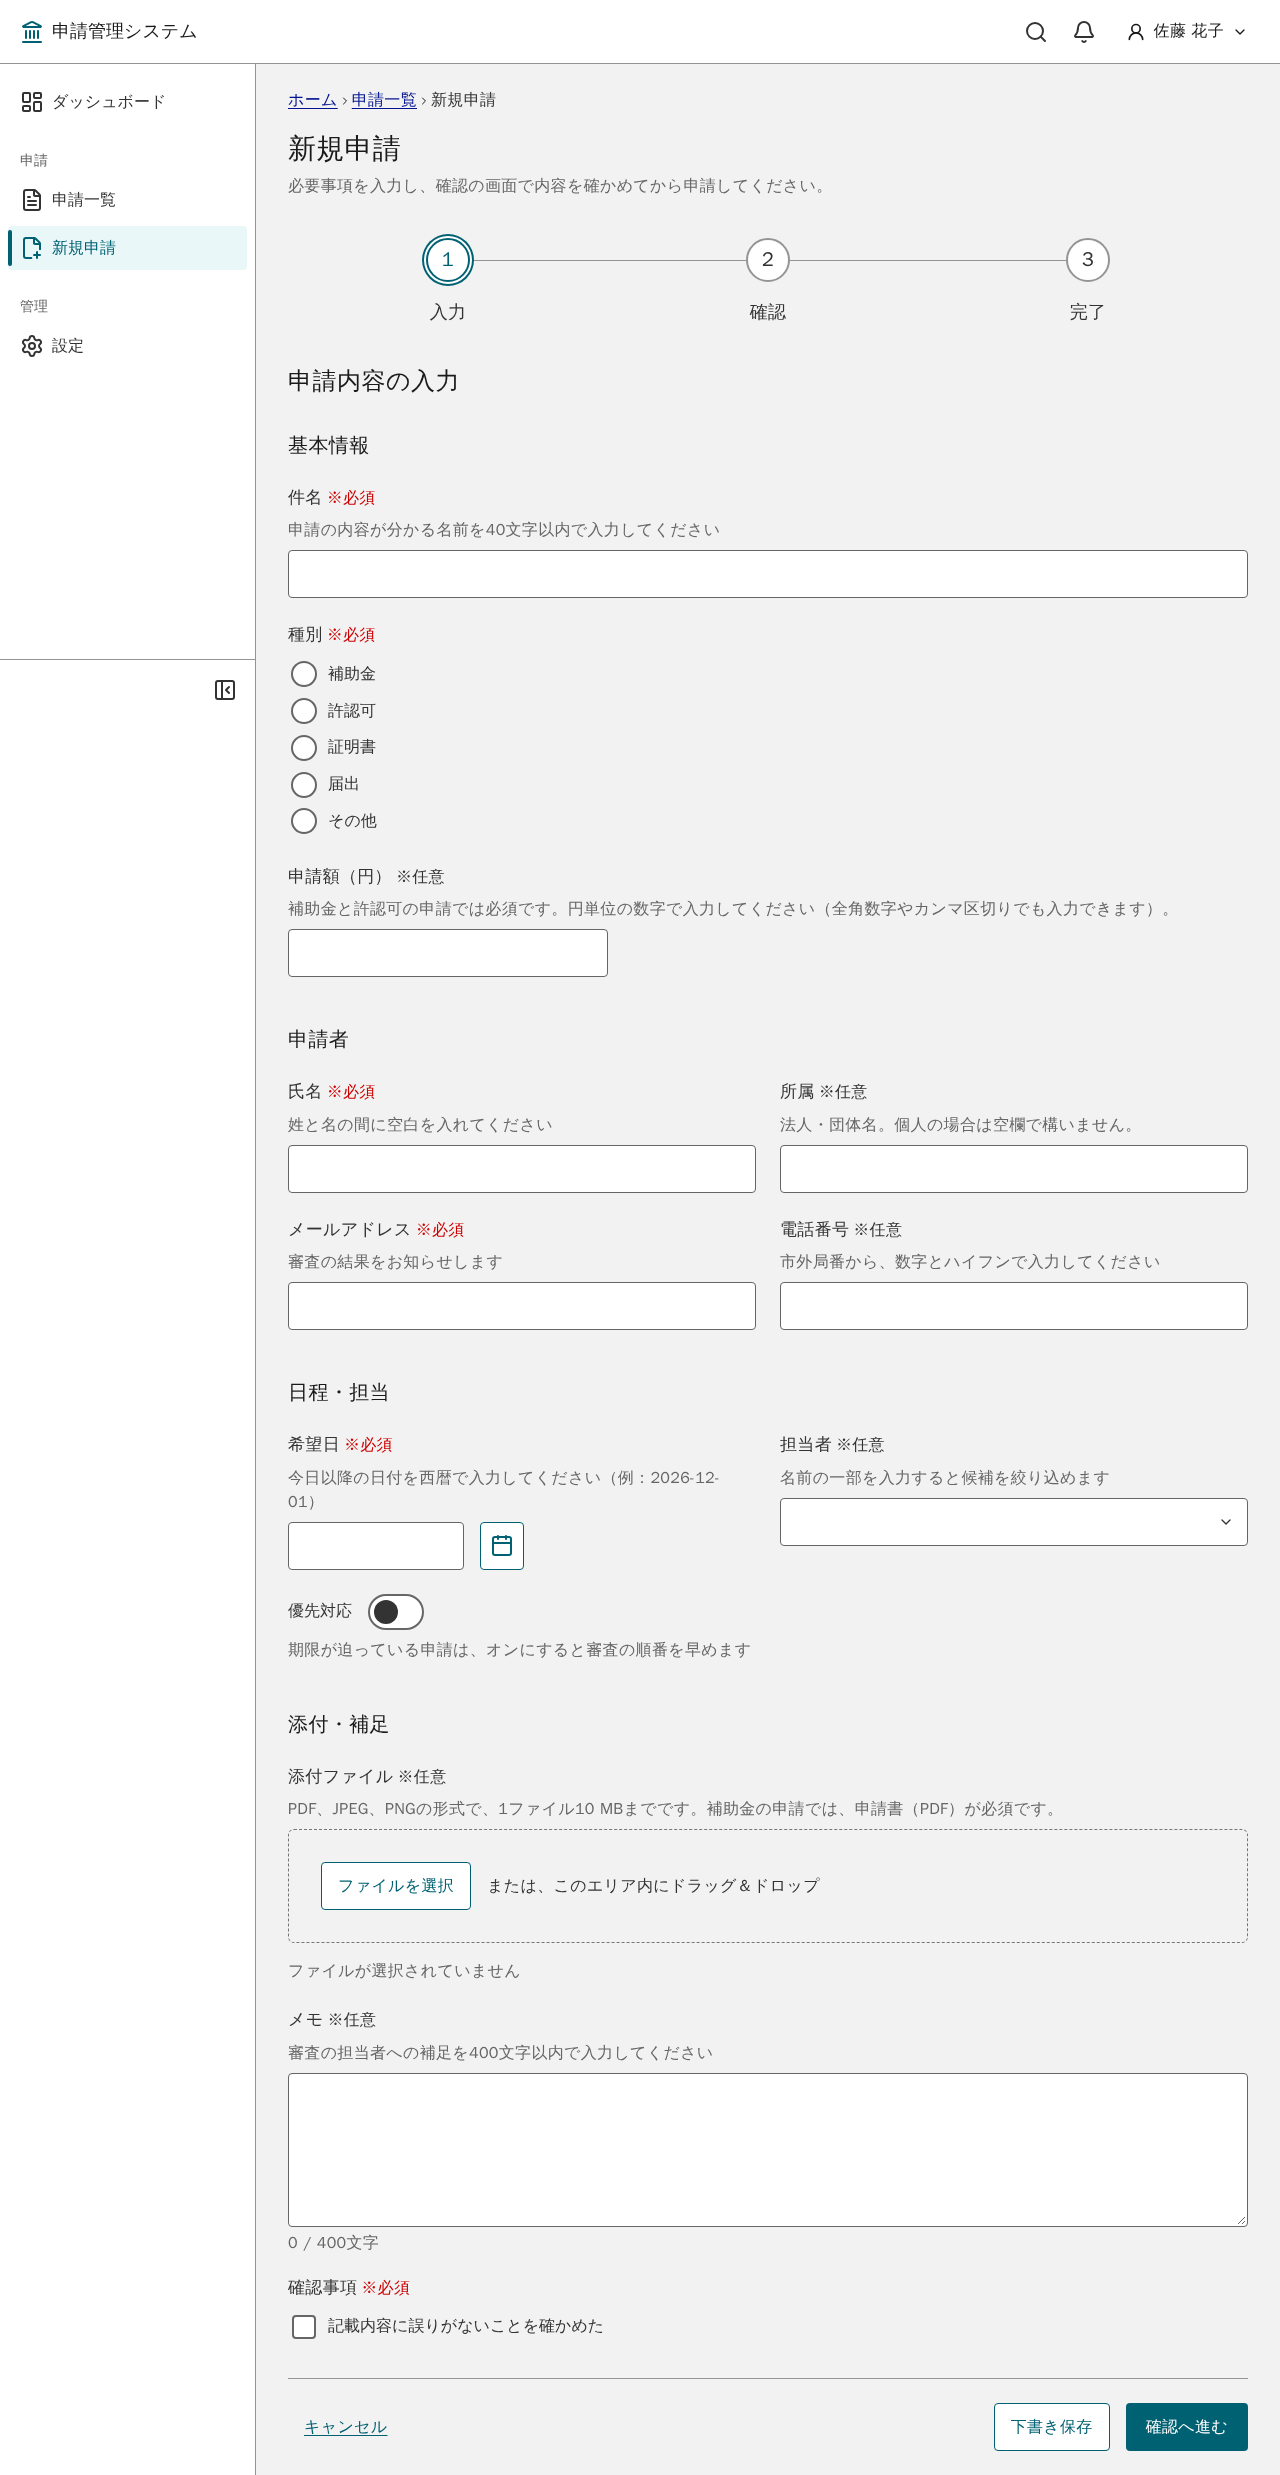 申請管理システム
佐藤 花子
ダッシュボード
申請
申請一覧
新規申請
管理
設定
ホーム › 申請一覧 › 新規申請
新規申請
必要事項を入力し、確認の画面で内容を確かめてから申請してください。
1
入力
2
確認
3
完了
申請内容の入力
基本情報
件名 ※必須
申請の内容が分かる名前を40文字以内で入力してください
種別 ※必須
補助金
許認可
証明書
届出
その他
申請額（円） ※任意
補助金と許認可の申請では必須です。円単位の数字で入力してください（全角数字やカンマ区切りでも入力できます）。
申請者
氏名 ※必須
姓と名の間に空白を入れてください
所属 ※任意
法人・団体名。個人の場合は空欄で構いません。
メールアドレス ※必須
審査の結果をお知らせします
電話番号 ※任意
市外局番から、数字とハイフンで入力してください
日程・担当
希望日 ※必須
今日以降の日付を西暦で入力してください（例：2026-12-
01）
担当者 ※任意
名前の一部を入力すると候補を絞り込めます
優先対応
期限が迫っている申請は、オンにすると審査の順番を早めます
添付・補足
添付ファイル ※任意
PDF、JPEG、PNGの形式で、1ファイル10 MBまでです。補助金の申請では、申請書（PDF）が必須です。
ファイルを選択 または、このエリア内にドラッグ＆ドロップ
ファイルが選択されていません
メモ ※任意
審査の担当者への補足を400文字以内で入力してください
0 / 400文字
確認事項 ※必須
記載内容に誤りがないことを確かめた
キャンセル
下書き保存
確認へ進む